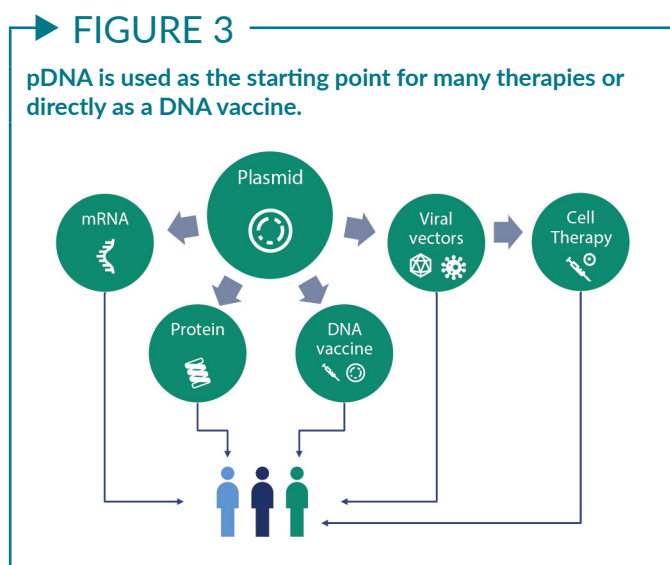 FIGURE 3
pDNA is used as the starting point for many therapies or
directly as a DNA vaccine.
Plasmid
mRNA
Viral
vectors
Cell
Therapy
Protein
DNA
vaccine